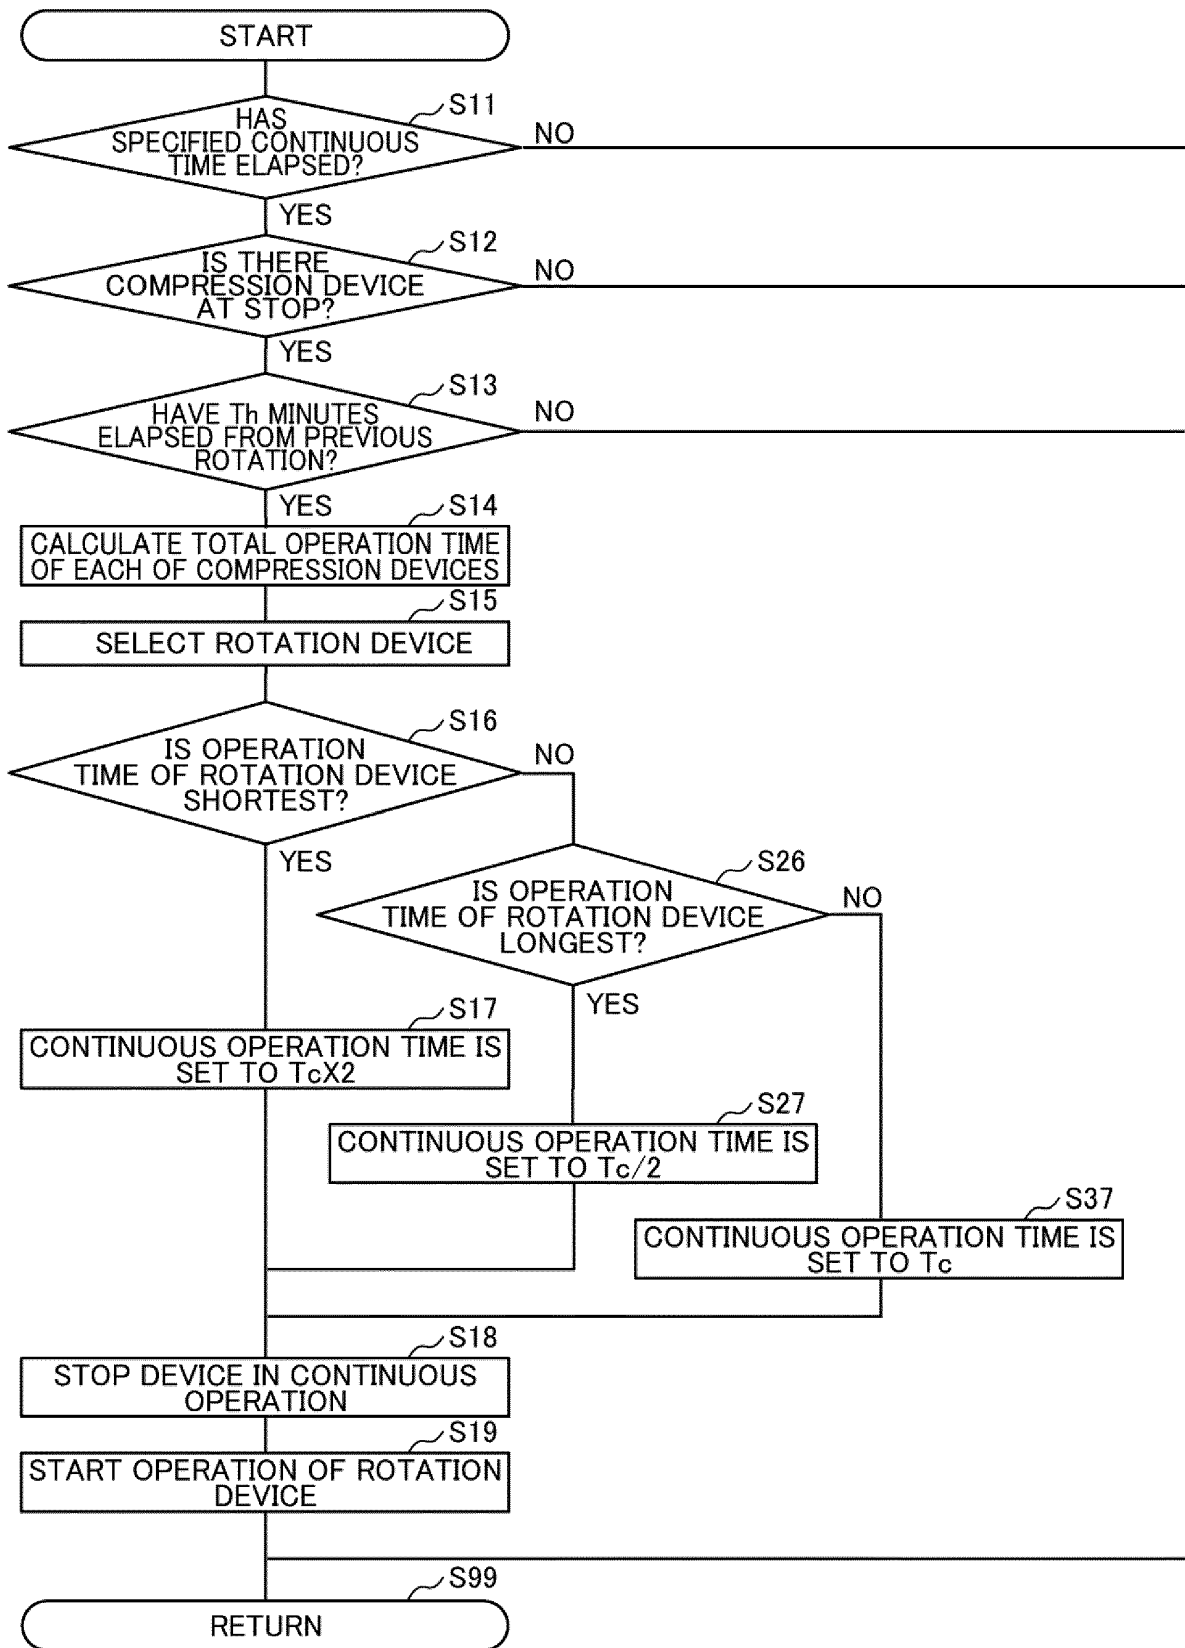 START
S11
HAS
SPECIFIED CONTINUOUS
TIME ELAPSED?
NO
YES
S12
IS THERE
COMPRESSION DEVICE
AT STOP?
NO
YES
S13
HAVE Th MINUTES
ELAPSED FROM PREVIOUS
ROTATION?
NO
YES
S14
CALCULATE TOTAL OPERATION TIME
OF EACH OF COMPRESSION DEVICES
S15
SELECT ROTATION DEVICE
S16
IS OPERATION
TIME OF ROTATION DEVICE
SHORTEST?
NO
YES
S26
IS OPERATION
TIME OF ROTATION DEVICE
LONGEST?
NO
YES
S17
CONTINUOUS OPERATION TIME IS
SET TO TcX2
S27
CONTINUOUS OPERATION TIME IS
SET TO Tc/2
S37
CONTINUOUS OPERATION TIME IS
SET TO Tc
S18
STOP DEVICE IN CONTINUOUS
OPERATION
S19
START OPERATION OF ROTATION
DEVICE
S99
RETURN